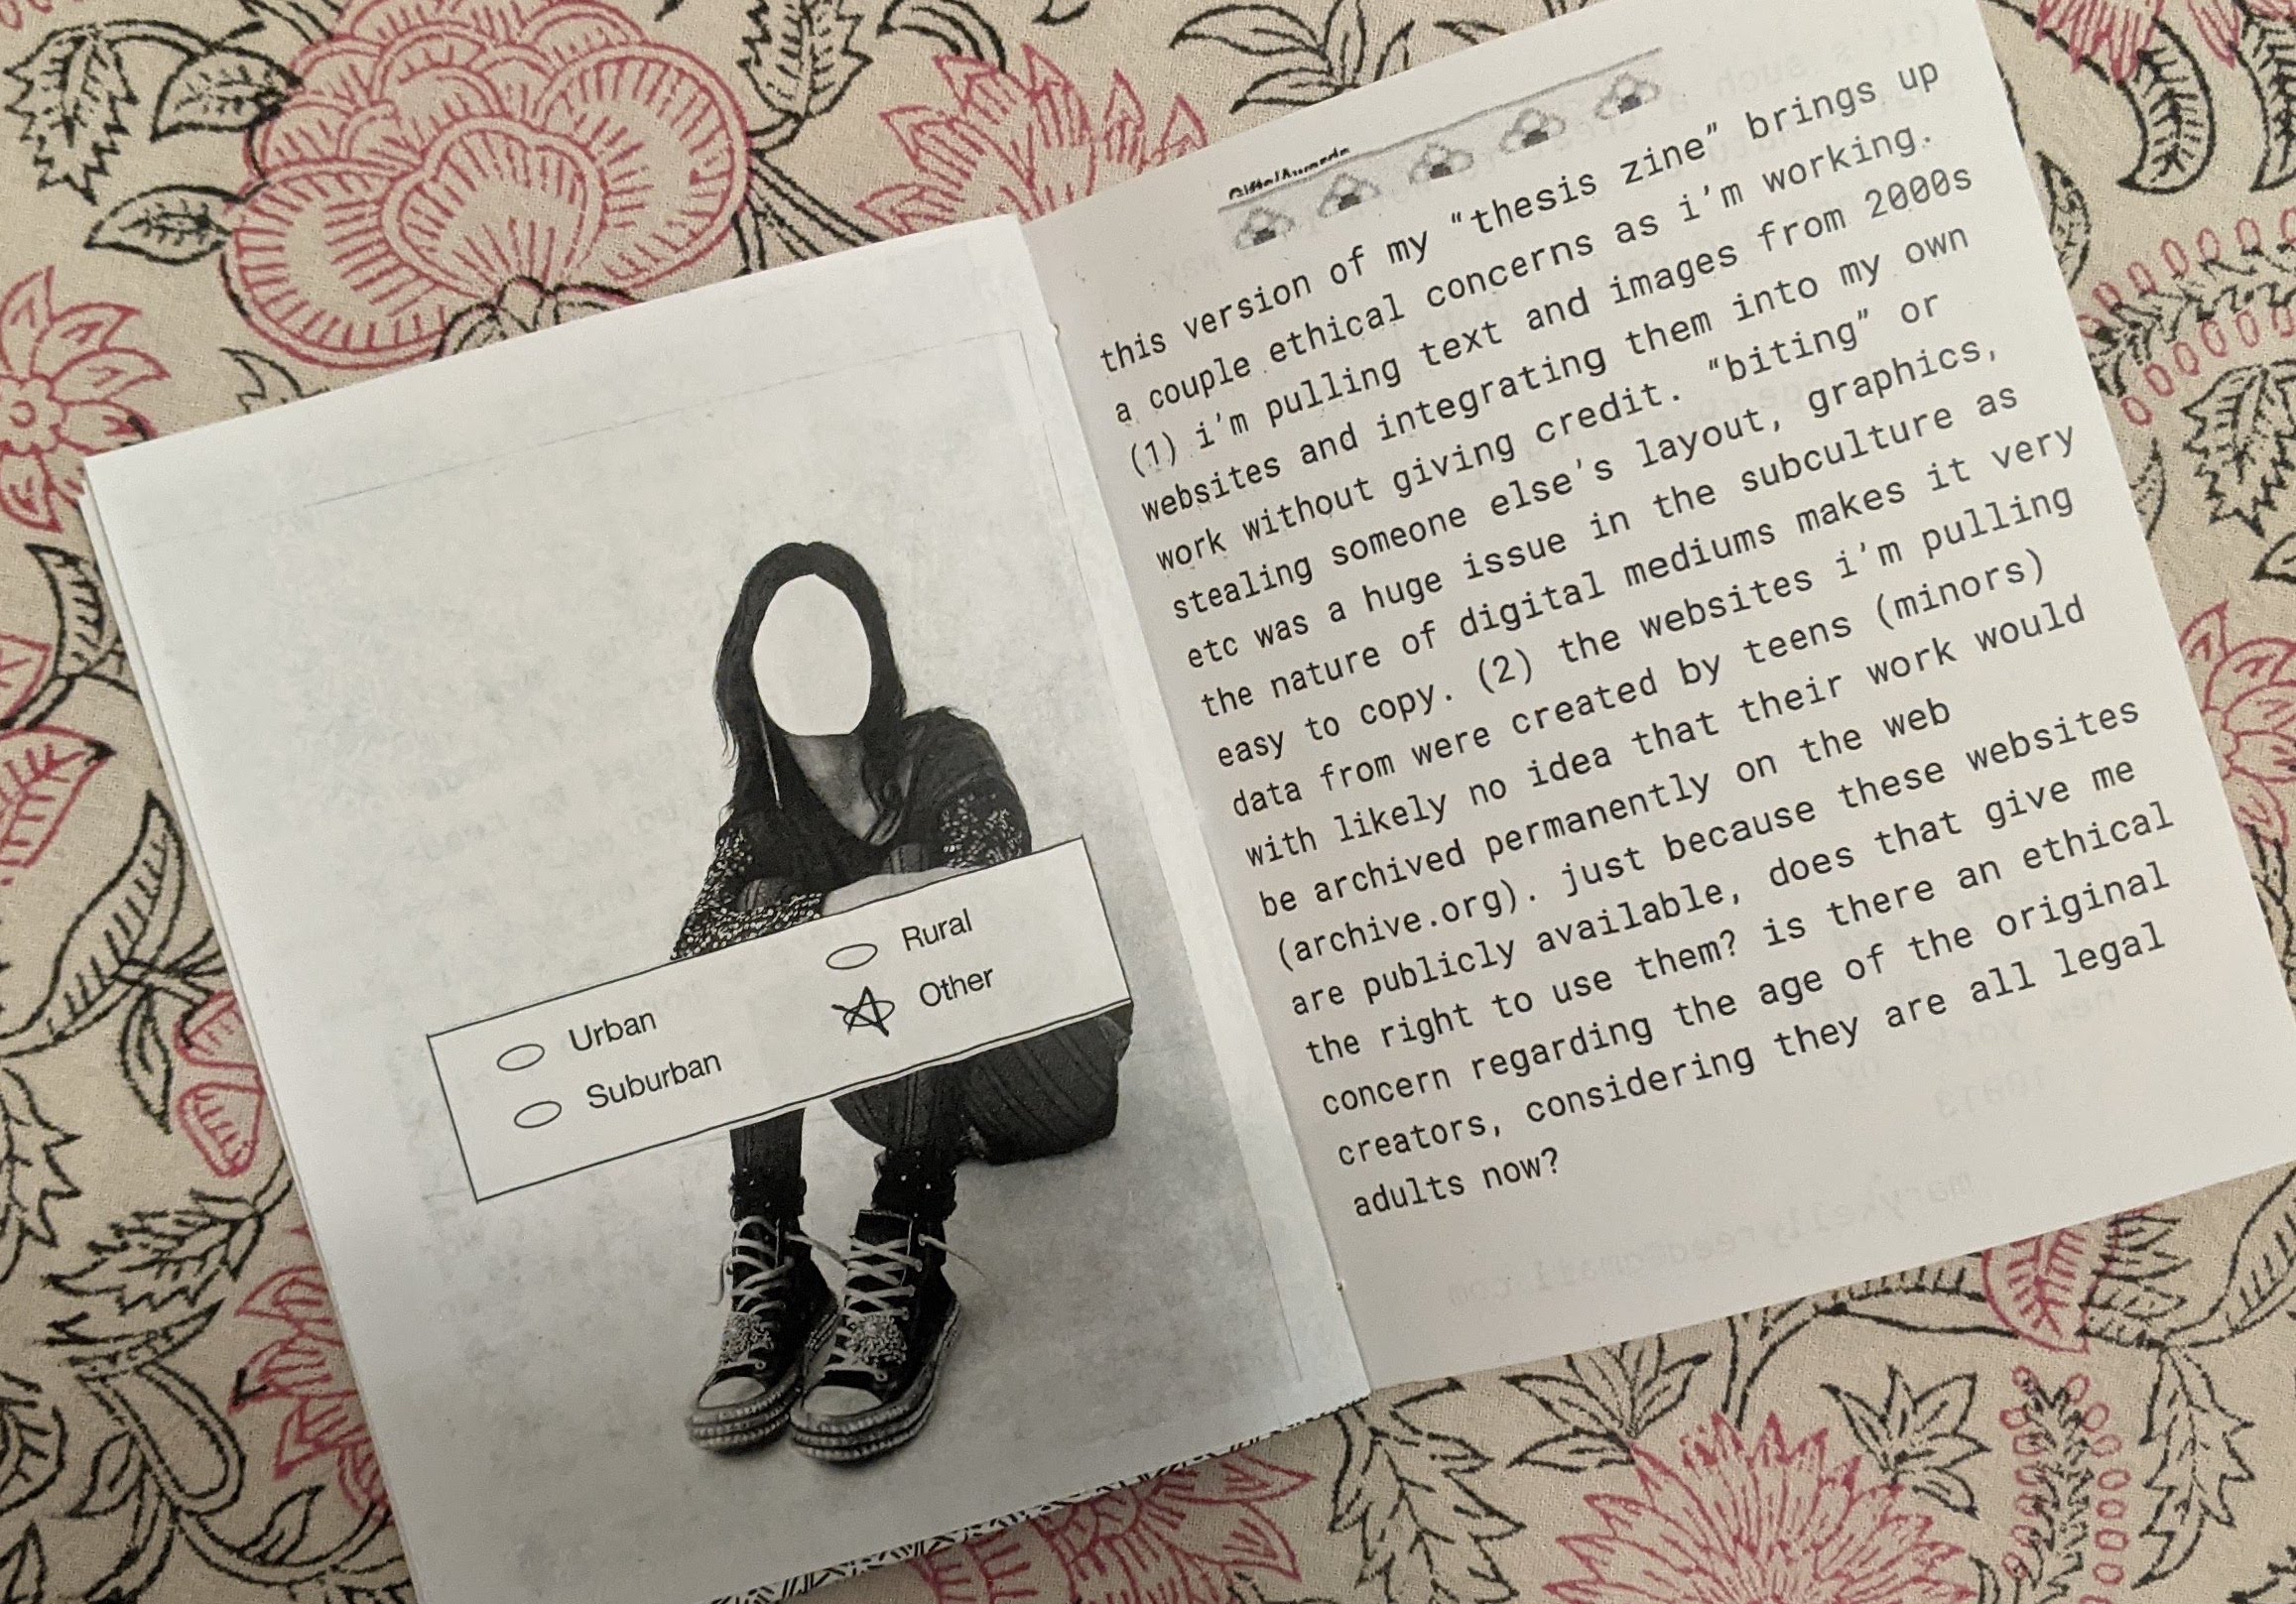 Urban
Suburban
Rural
Other
Gifts/Awards
this version of my "thesis zine" brings up
a couple ethical concerns as i'm working.
(1) i'm pulling text and images from 2000s
websites and integrating them into my own
work without giving credit. "biting" or
stealing someone else's layout, graphics,
etc was a huge issue in the subculture as
the nature of digital mediums makes it very
easy to copy. (2) the websites i'm pulling
data from were created by teens (minors)
with likely no idea that their work would
be archived permanently on the web
(archive.org). just because these websites
are publicly available, does that give me
the right to use them? is there an ethical
concern regarding the age of the original
creators, considering they are all legal
adults now?